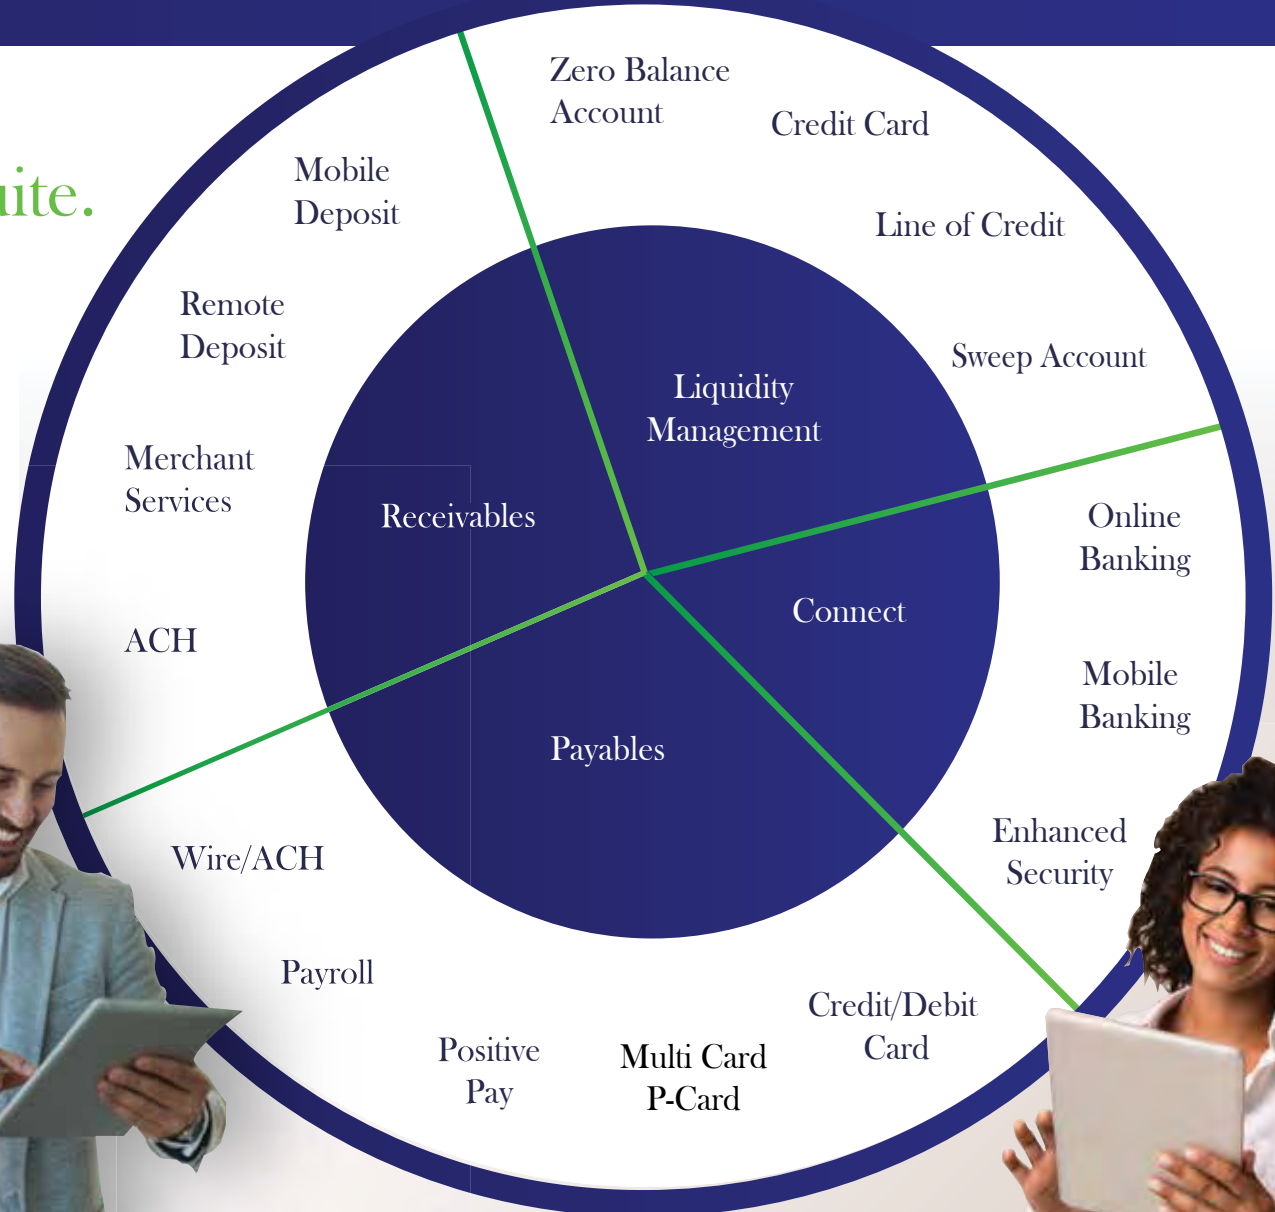 Zero Balance
Account
Credit Card
Mobile
Deposit
Line of Credit
Remote
Deposit
Sweep Account
Liquidity
Management
Merchant
Services
Receivables
Online
Banking
Connect
ACH
Mobile
Banking
Payables
Enhanced
Security
Wire/ACH
Payroll
Credit/Debit
Card
Positive
Pay
Multi Card
P-Card